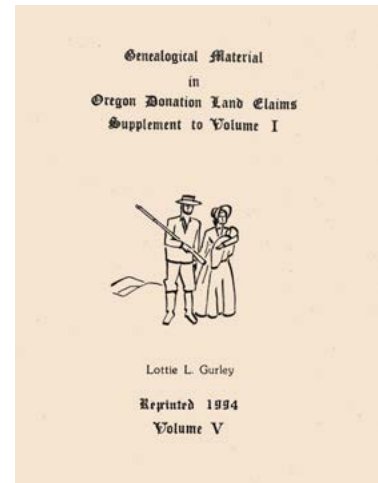 Genealogical Material
in
Oregon Donation Land Claims
Supplement to Volume I
Lottie L. Gurley
Reprinted 1994
Volume V